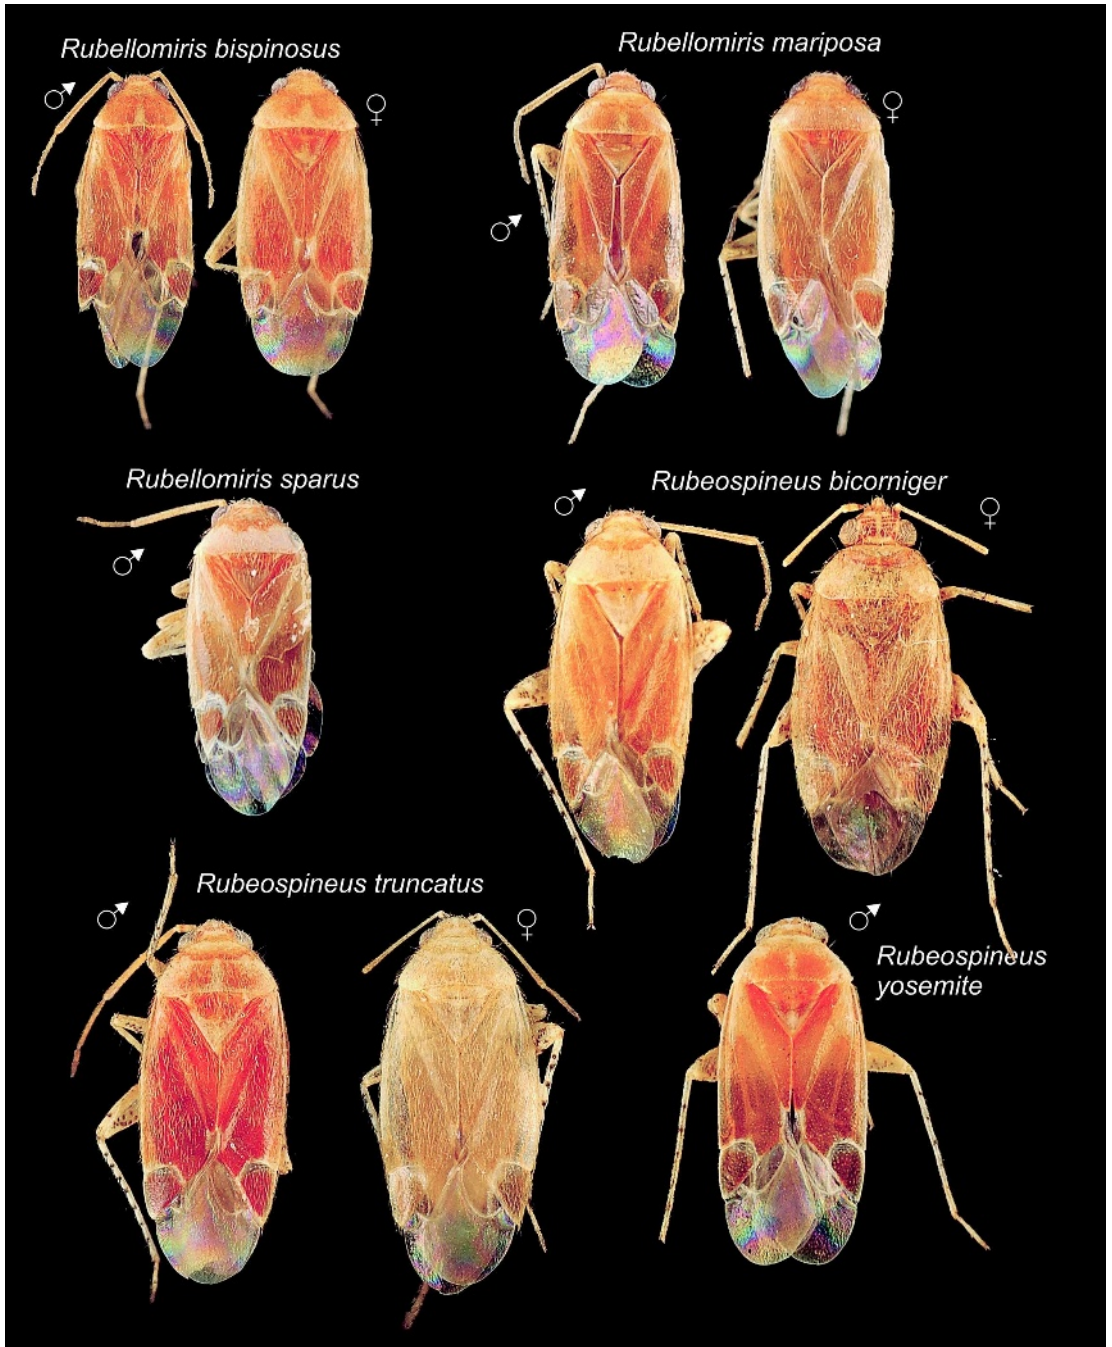 Rubellomiris bispinosus
Rubellomiris mariposa
♂ ♀
♂ ♀
Rubellomiris sparus
♂
Rubeospineus bicorniger
♂ ♀
Rubeospineus truncatus
♂ ♀
♂
Rubeospineus
yosemite